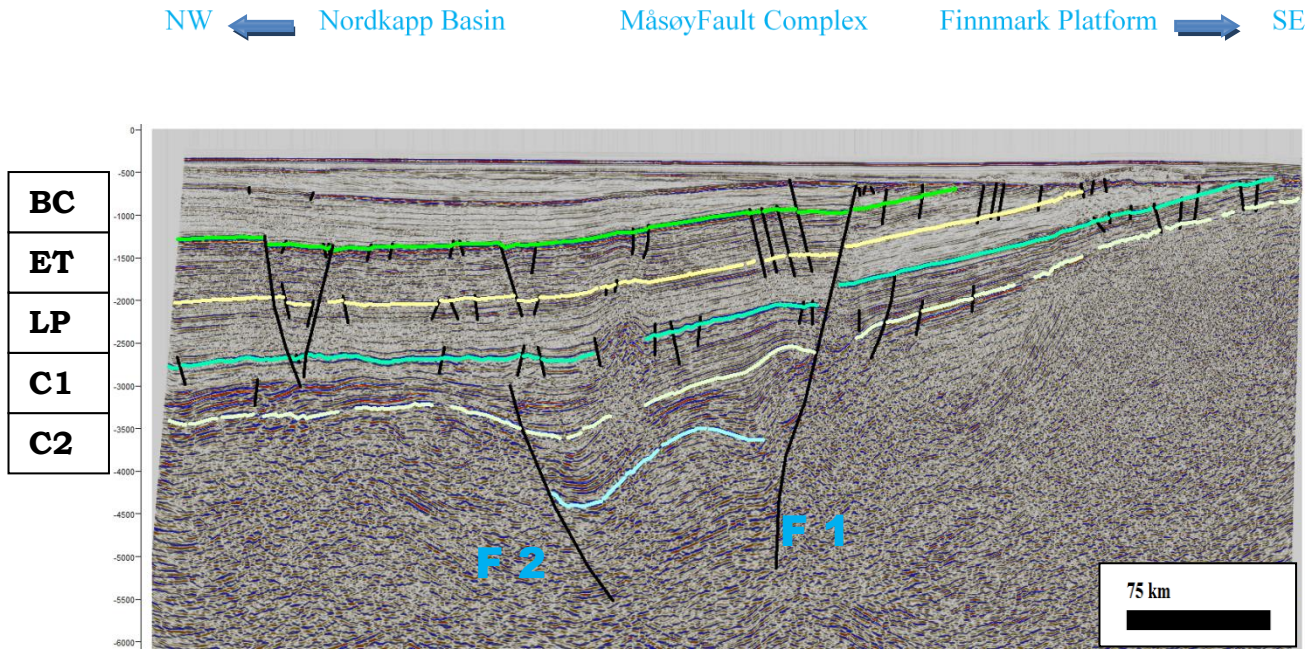 NW Nordkapp Basin MåsøyFault Complex Finnmark Platform SE
0
-500
-1000
-1500
-2000
-2500
-3000
-3500
-4000
-4500
-5000
-5500
-6000
BC
ET
LP
C1
C2
F 2
F 1
75 km